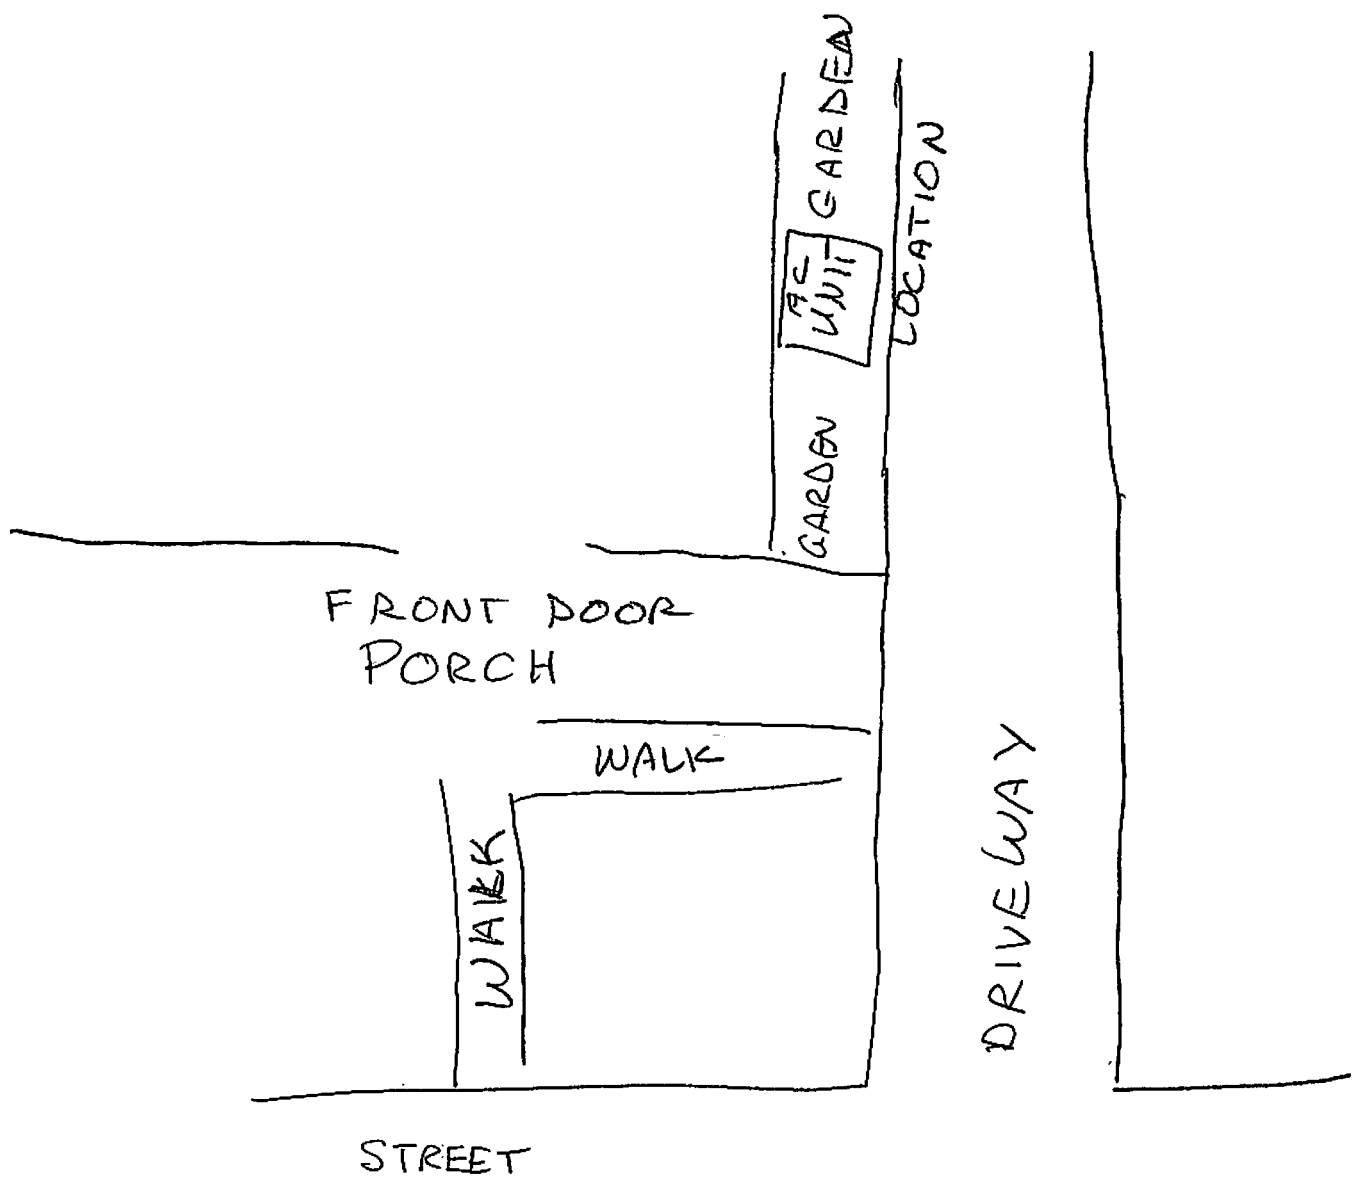 GARDEN
LOCATION
AC
UNIT
GARDEN
FRONT DOOR
PORCH
WALK
WALK
DRIVEWAY
STREET